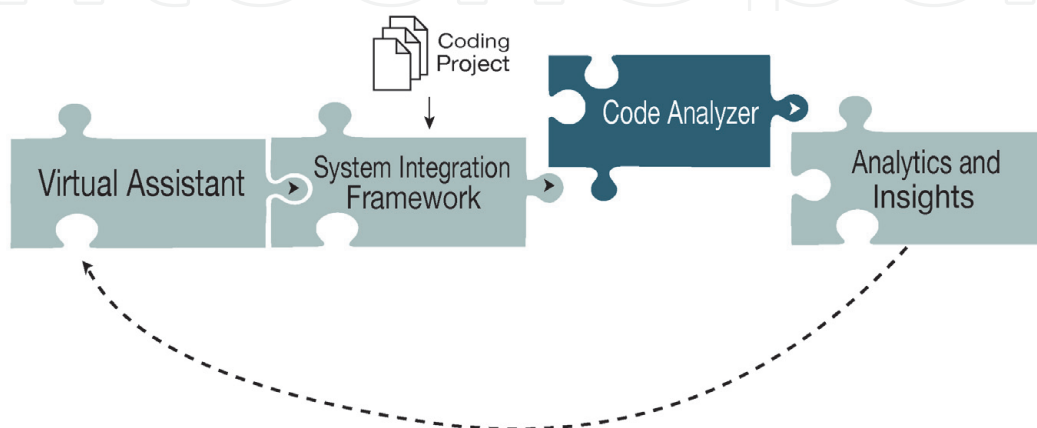 Coding
Project
Virtual Assistant
System Integration
Framework
Code Analyzer
Analytics and
Insights